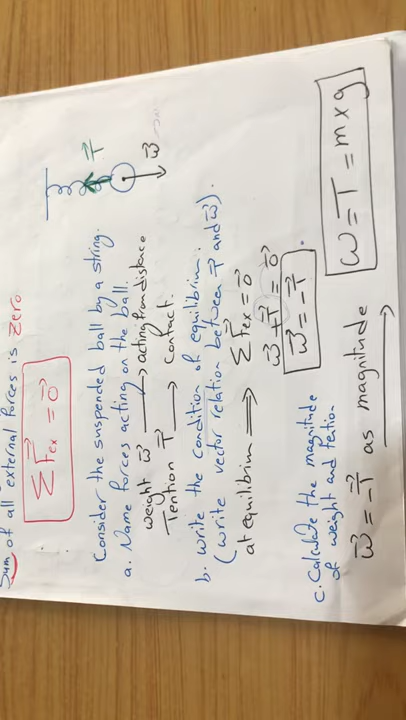 Sum of all external forces is Zero
ΣF⃗ex = 0⃗
Consider the suspended ball by a string.
a. Name forces acting on the ball.
weight w⃗ ⟶ acting from distance
Tention T⃗ ⟶ Contact.
T⃗
w⃗
b. write the condition of equilibrium.
(write vector relation between T⃗ and w⃗).
at equilibrium ⟹ ΣF⃗ex = 0⃗
w⃗ + T⃗ = 0⃗
w⃗ = -T⃗.
c. Calculate the magnitude
of weight and tention
w⃗ = -T⃗ as magnitude ⟶
w = T = m x g